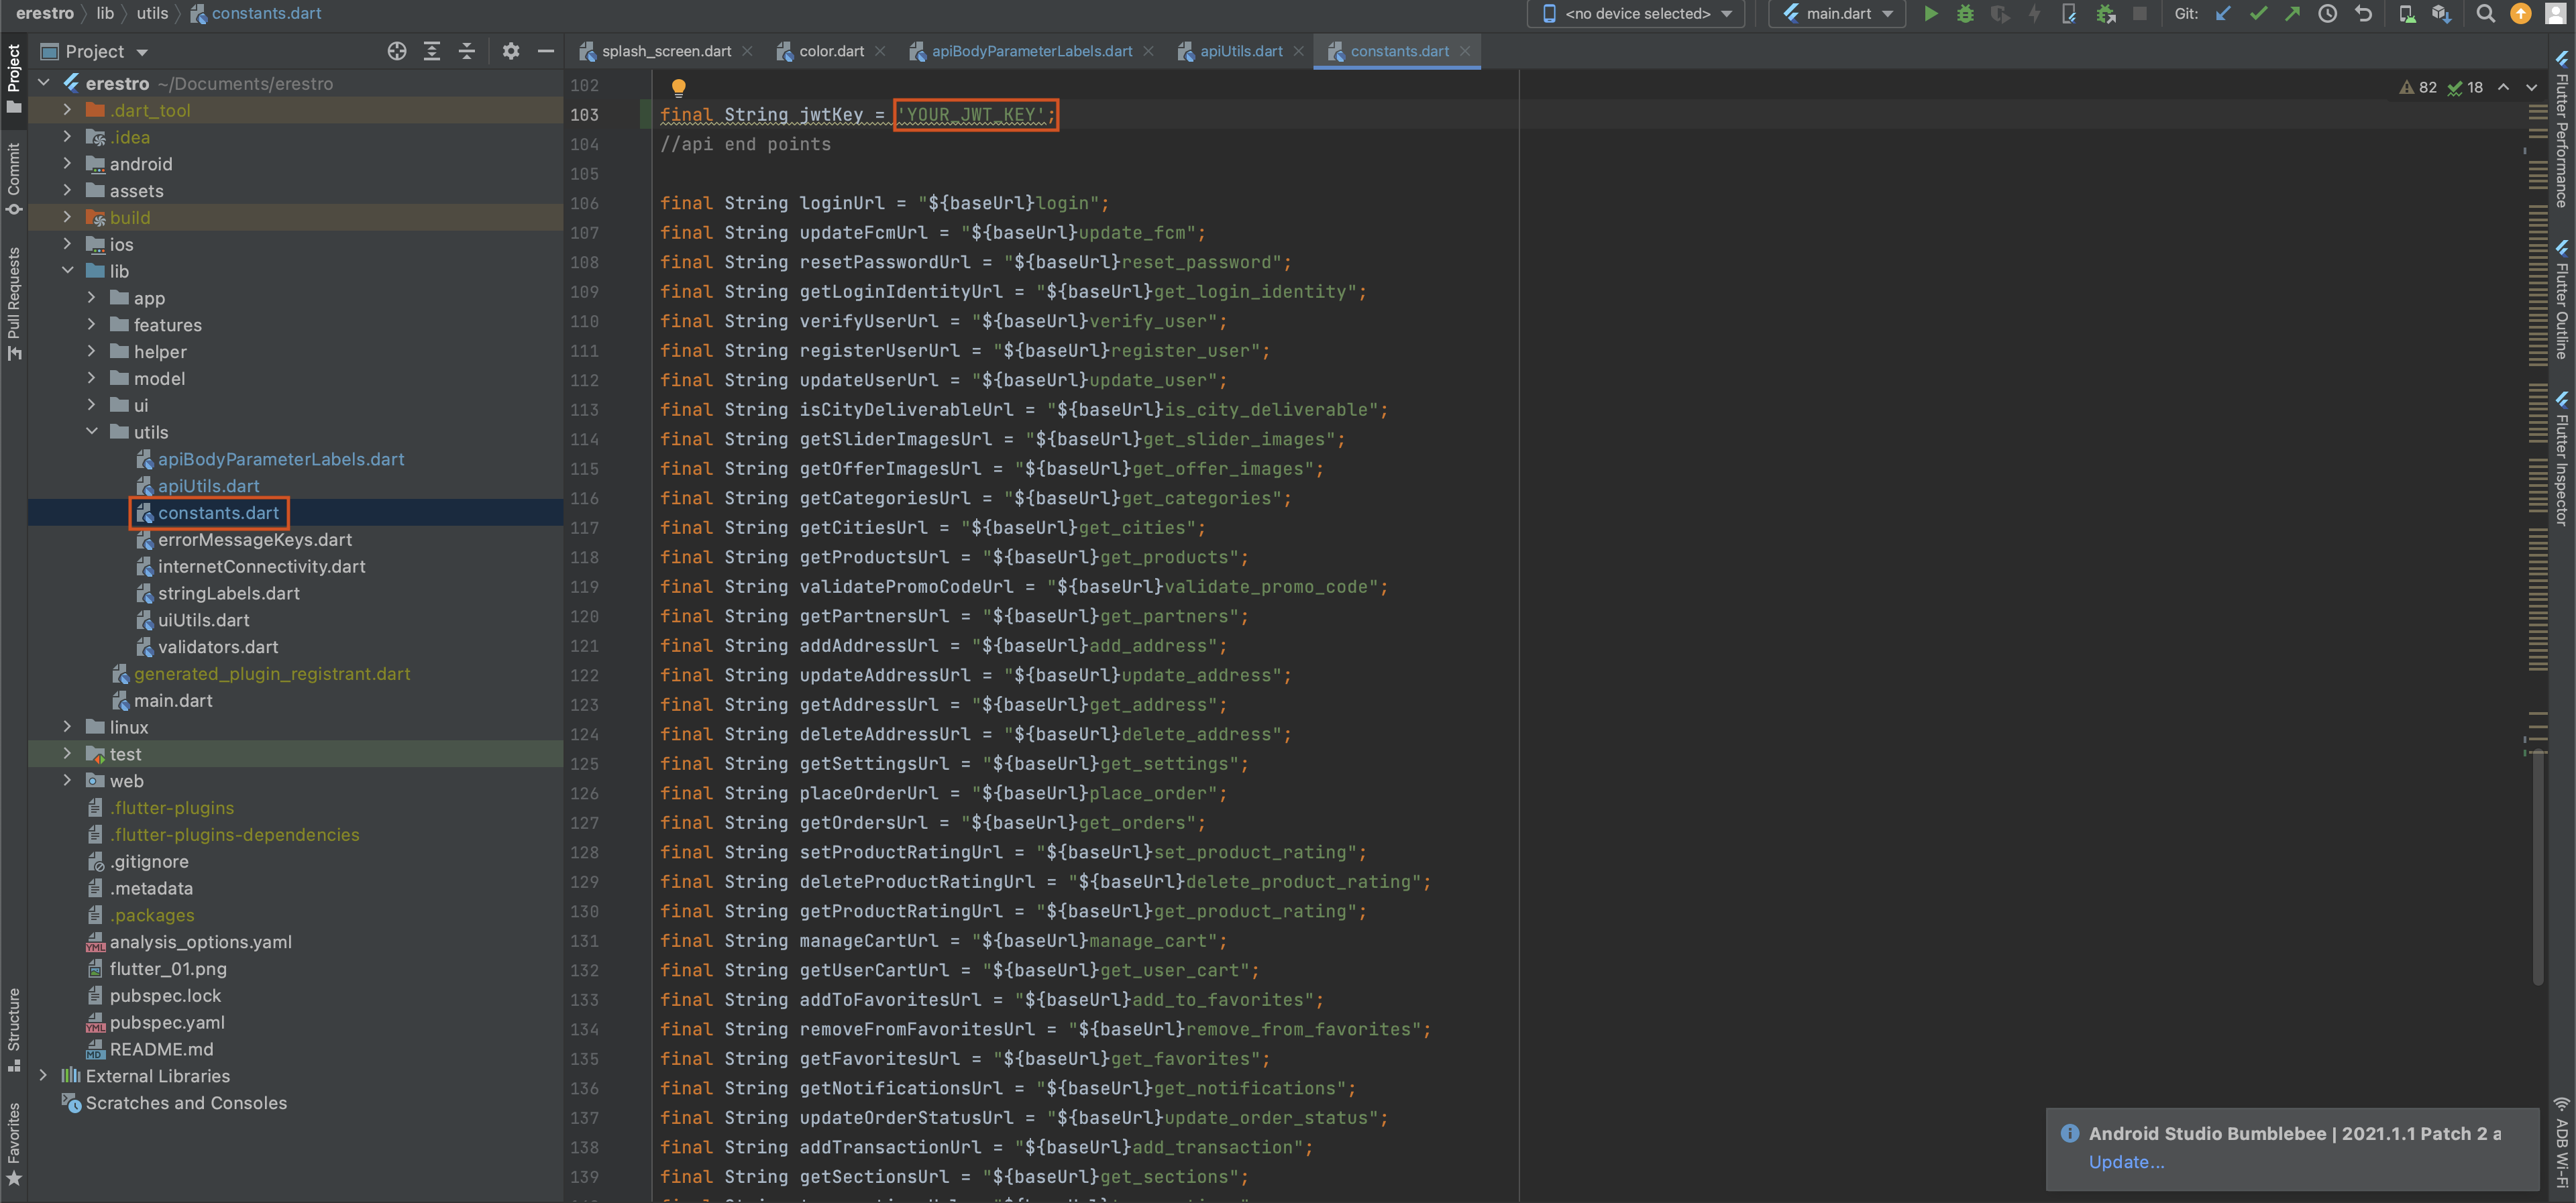 erestro lib utils constants.dart <no device selected> main.dart Git:
Project splash_screen.dart color.dart apiBodyParameterLabels.dart apiUtils.dart constants.dart
82 18
Project
Commit
Pull Requests
Structure
Favorites
erestro ~/Documents/erestro
.dart_tool
.idea
android
assets
build
ios
lib
app
features
helper
model
ui
utils
apiBodyParameterLabels.dart
apiUtils.dart
constants.dart
errorMessageKeys.dart
internetConnectivity.dart
stringLabels.dart
uiUtils.dart
validators.dart
generated_plugin_registrant.dart
main.dart
linux
test
web
.flutter-plugins
.flutter-plugins-dependencies
.gitignore
.metadata
.packages
analysis_options.yaml
flutter_01.png
pubspec.lock
pubspec.yaml
README.md
External Libraries
Scratches and Consoles
102
103 final String jwtKey = 'YOUR_JWT_KEY';
104 //api end points
105
106 final String loginUrl = "${baseUrl}login";
107 final String updateFcmUrl = "${baseUrl}update_fcm";
108 final String resetPasswordUrl = "${baseUrl}reset_password";
109 final String getLoginIdentityUrl = "${baseUrl}get_login_identity";
110 final String verifyUserUrl = "${baseUrl}verify_user";
111 final String registerUserUrl = "${baseUrl}register_user";
112 final String updateUserUrl = "${baseUrl}update_user";
113 final String isCityDeliverableUrl = "${baseUrl}is_city_deliverable";
114 final String getSliderImagesUrl = "${baseUrl}get_slider_images";
115 final String getOfferImagesUrl = "${baseUrl}get_offer_images";
116 final String getCategoriesUrl = "${baseUrl}get_categories";
117 final String getCitiesUrl = "${baseUrl}get_cities";
118 final String getProductsUrl = "${baseUrl}get_products";
119 final String validatePromoCodeUrl = "${baseUrl}validate_promo_code";
120 final String getPartnersUrl = "${baseUrl}get_partners";
121 final String addAddressUrl = "${baseUrl}add_address";
122 final String updateAddressUrl = "${baseUrl}update_address";
123 final String getAddressUrl = "${baseUrl}get_address";
124 final String deleteAddressUrl = "${baseUrl}delete_address";
125 final String getSettingsUrl = "${baseUrl}get_settings";
126 final String placeOrderUrl = "${baseUrl}place_order";
127 final String getOrdersUrl = "${baseUrl}get_orders";
128 final String setProductRatingUrl = "${baseUrl}set_product_rating";
129 final String deleteProductRatingUrl = "${baseUrl}delete_product_rating";
130 final String getProductRatingUrl = "${baseUrl}get_product_rating";
131 final String manageCartUrl = "${baseUrl}manage_cart";
132 final String getUserCartUrl = "${baseUrl}get_user_cart";
133 final String addToFavoritesUrl = "${baseUrl}add_to_favorites";
134 final String removeFromFavoritesUrl = "${baseUrl}remove_from_favorites";
135 final String getFavoritesUrl = "${baseUrl}get_favorites";
136 final String getNotificationsUrl = "${baseUrl}get_notifications";
137 final String updateOrderStatusUrl = "${baseUrl}update_order_status";
138 final String addTransactionUrl = "${baseUrl}add_transaction";
139 final String getSectionsUrl = "${baseUrl}get_sections";
Flutter Performance
Flutter Outline
Flutter Inspector
ADB Wi-Fi
Android Studio Bumblebee | 2021.1.1 Patch 2 a
Update...